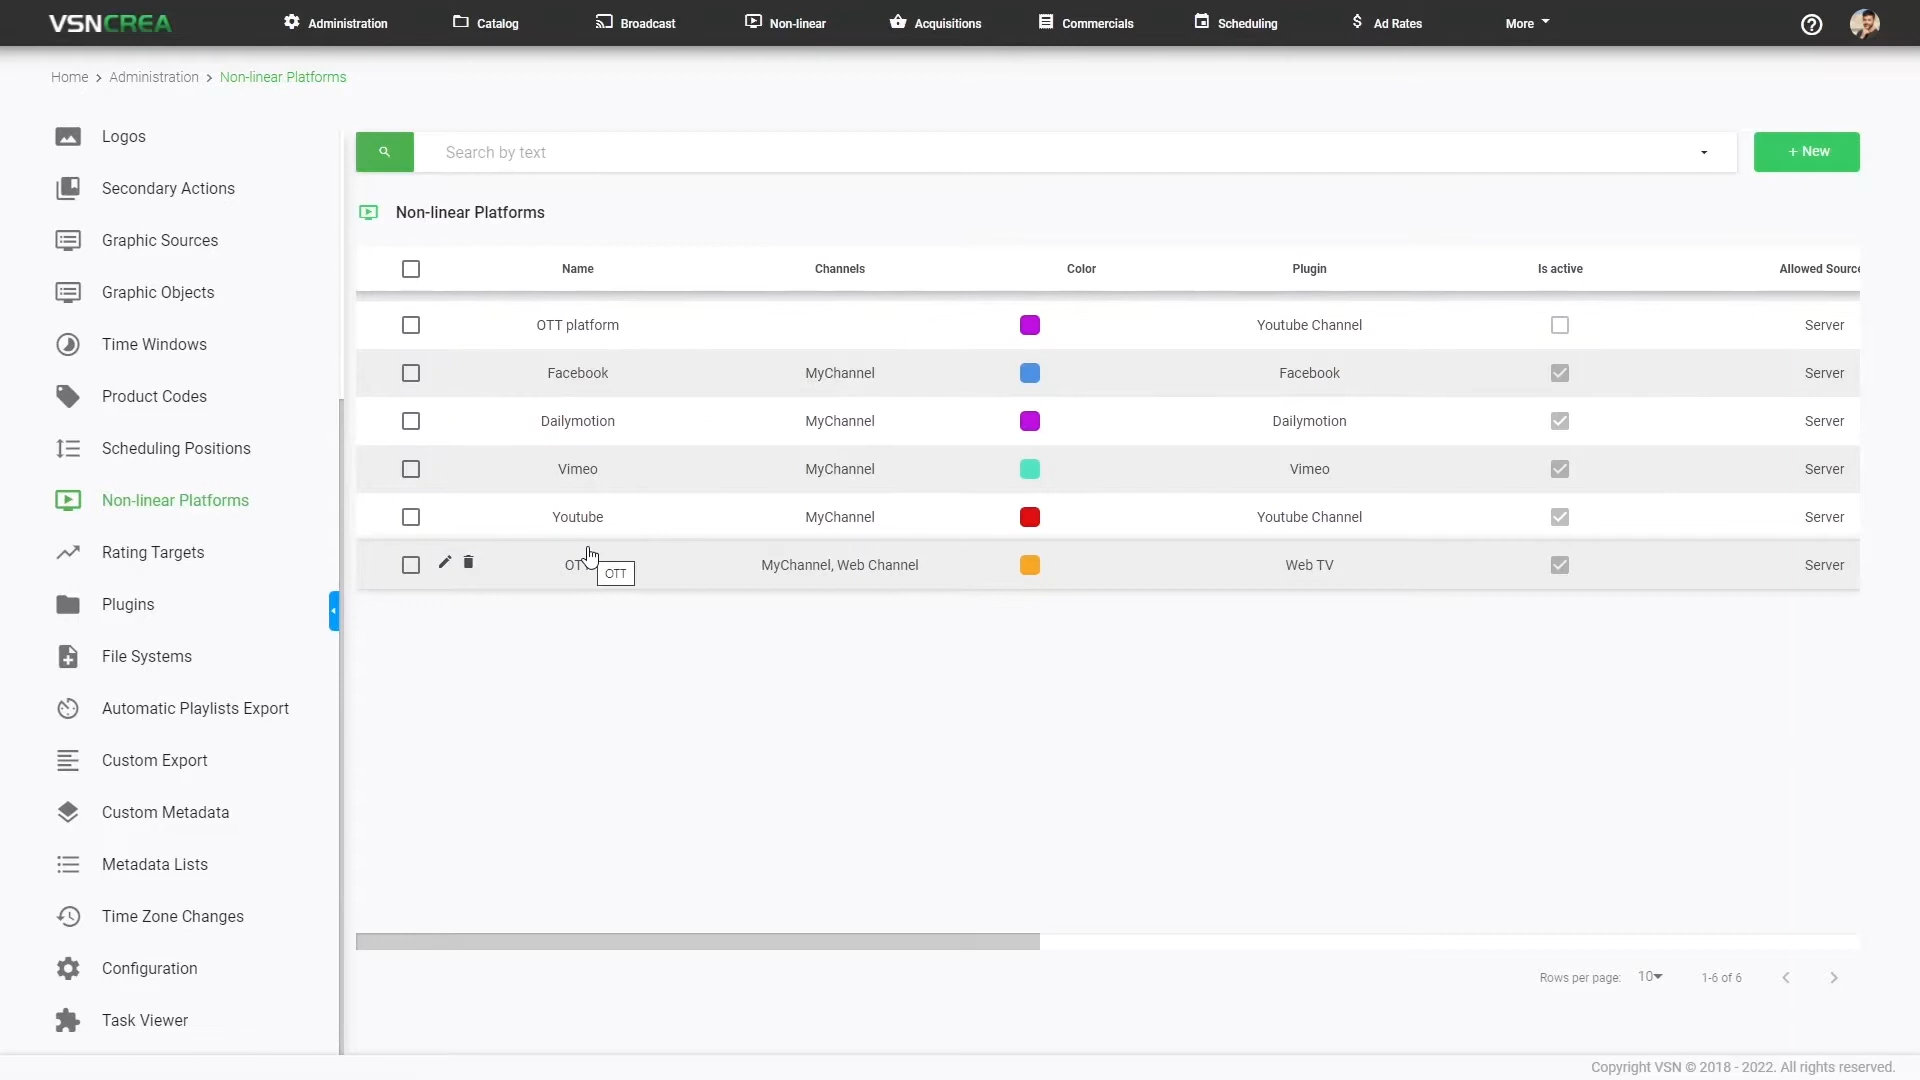 VSNCREA
Administration Catalog Broadcast Non-linear Acquisitions Commercials Scheduling Ad Rates More
Home > Administration > Non-linear Platforms
Logos
Secondary Actions
Graphic Sources
Graphic Objects
Time Windows
Product Codes
Scheduling Positions
Non-linear Platforms
Rating Targets
Plugins
File Systems
Automatic Playlists Export
Custom Export
Custom Metadata
Metadata Lists
Time Zone Changes
Configuration
Task Viewer
Search by text
+ New
Non-linear Platforms
Name Channels Color Plugin Is active Allowed Source
OTT platform Youtube Channel Server
Facebook MyChannel Facebook Server
Dailymotion MyChannel Dailymotion Server
Vimeo MyChannel Vimeo Server
Youtube MyChannel Youtube Channel Server
OT MyChannel, Web Channel Web TV Server
OTT
Rows per page: 10 1-6 of 6
Copyright VSN © 2018 - 2022. All rights reserved.